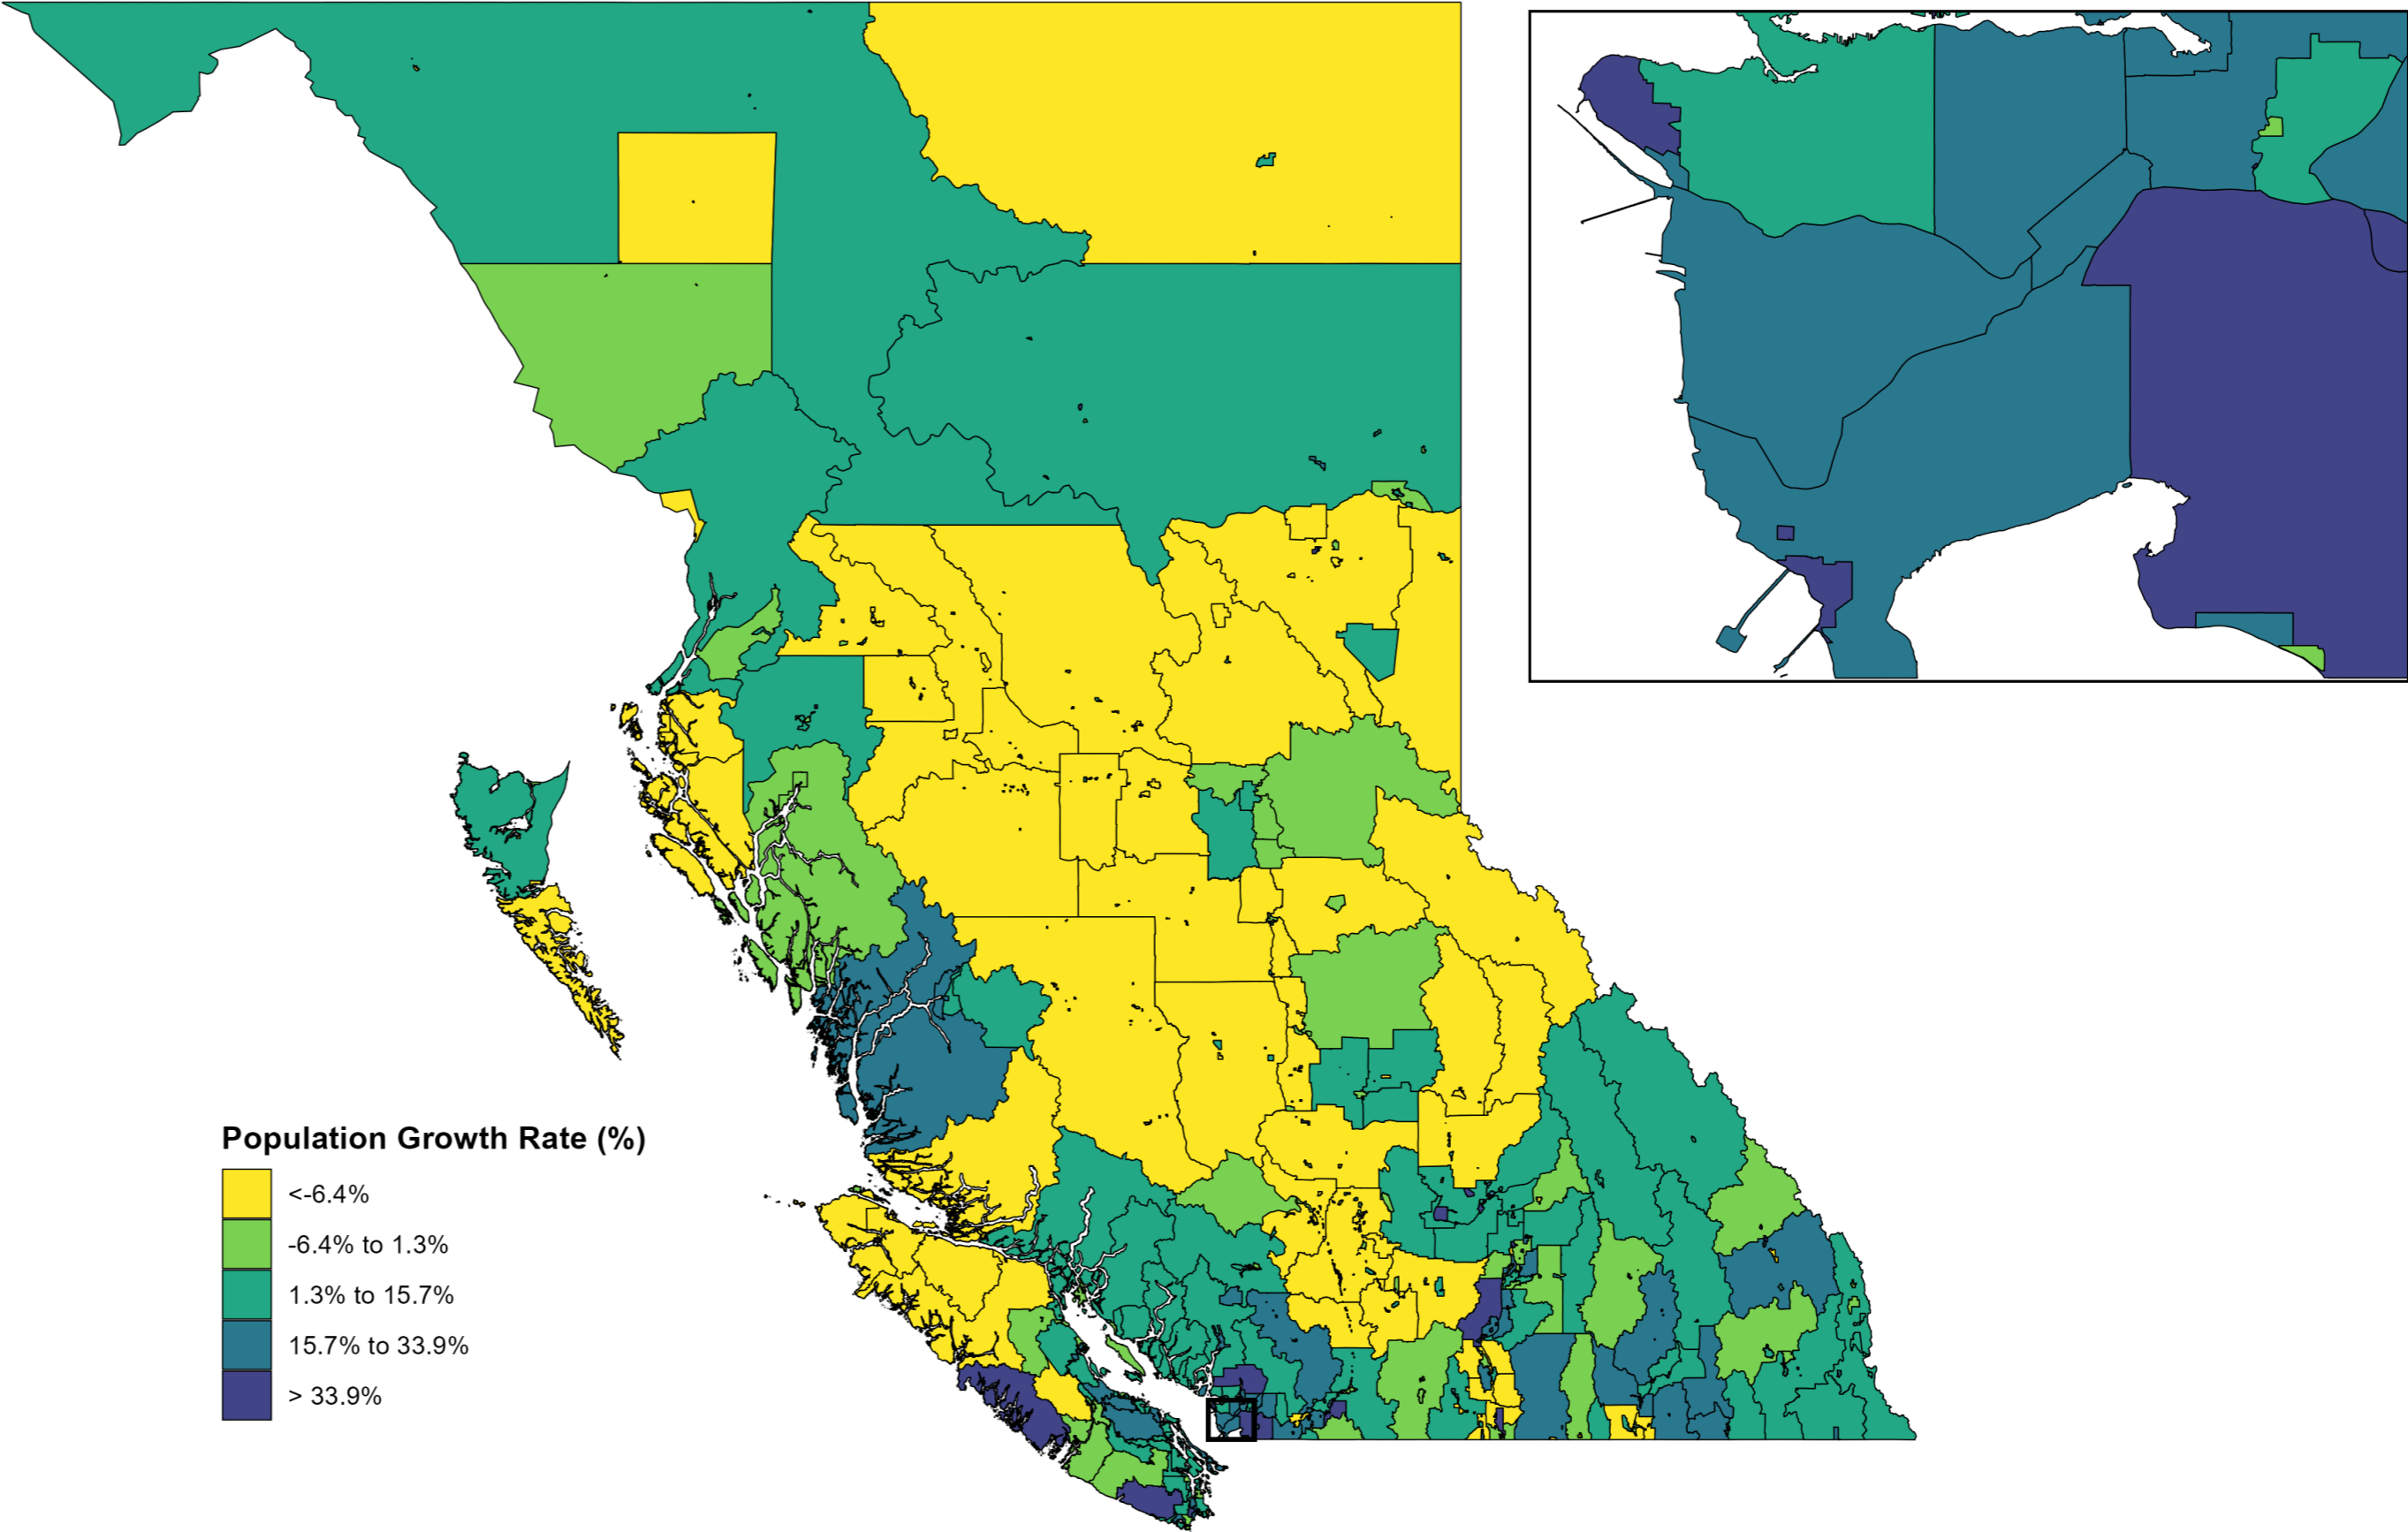 Population Growth Rate (%)
<-6.4%
-6.4% to 1.3%
1.3% to 15.7%
15.7% to 33.9%
> 33.9%